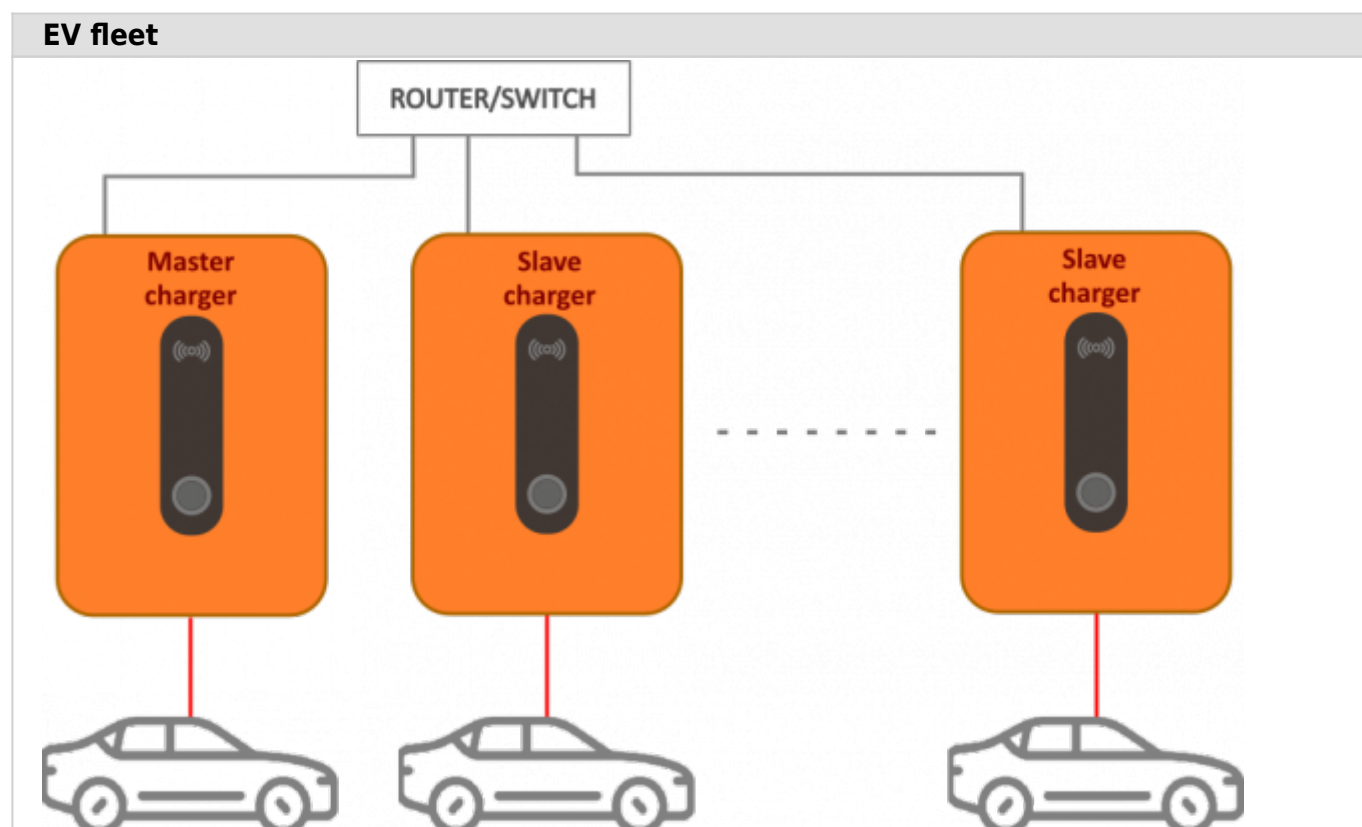 EV fleet
ROUTER/SWITCH
Master
charger
Slave
charger
Slave
charger